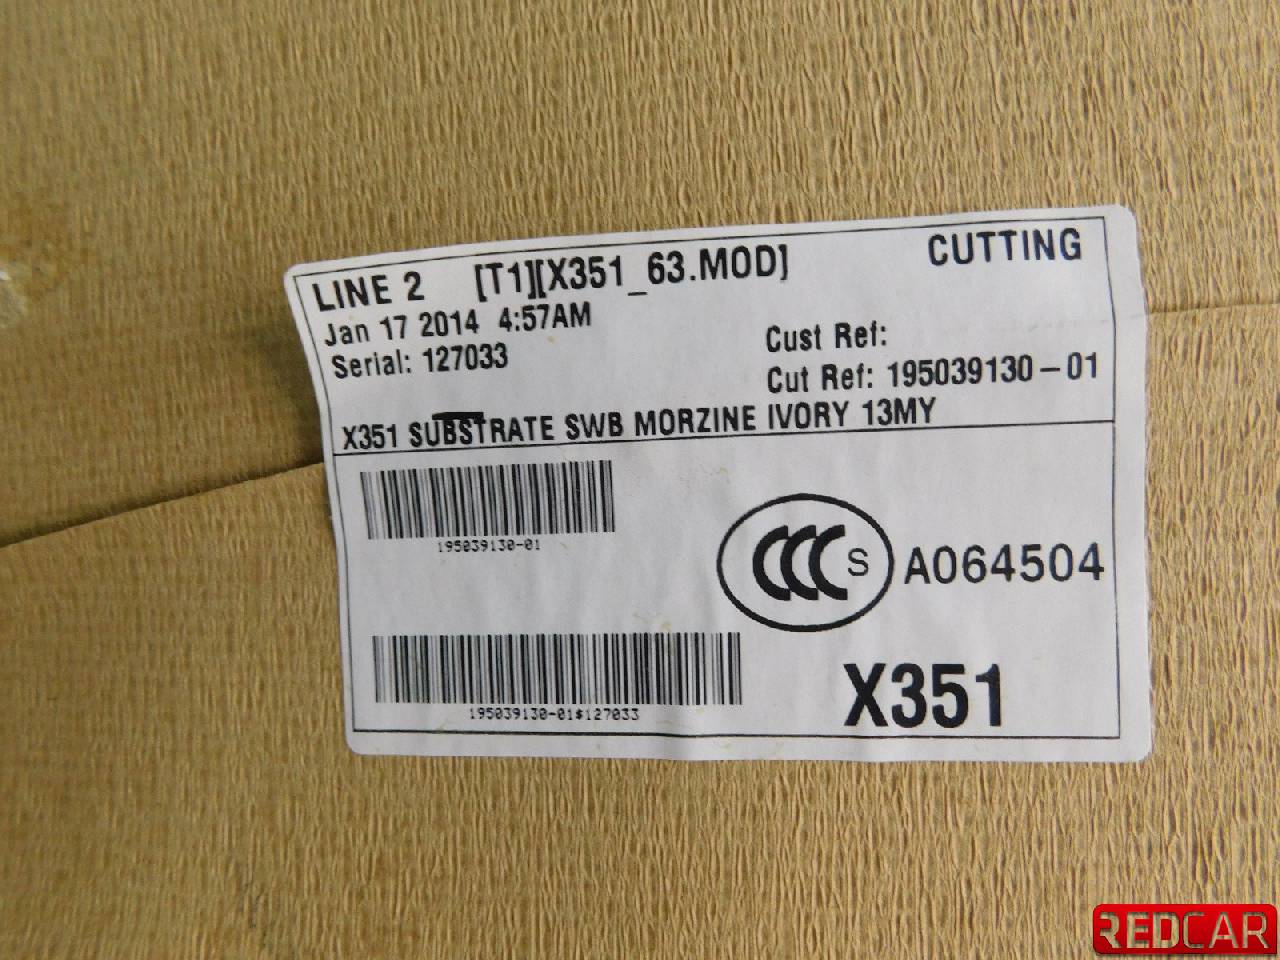 LINE 2 [T1][X351_63.MOD] CUTTING
Jan 17 2014 4:57AM
Serial: 127033
Cust Ref:
Cut Ref: 195039130-01
X351 SUBSTRATE SWB MORZINE IVORY 13MY
195039130-01
CCC S A064504
195039130-01$127033
X351
REDCAR